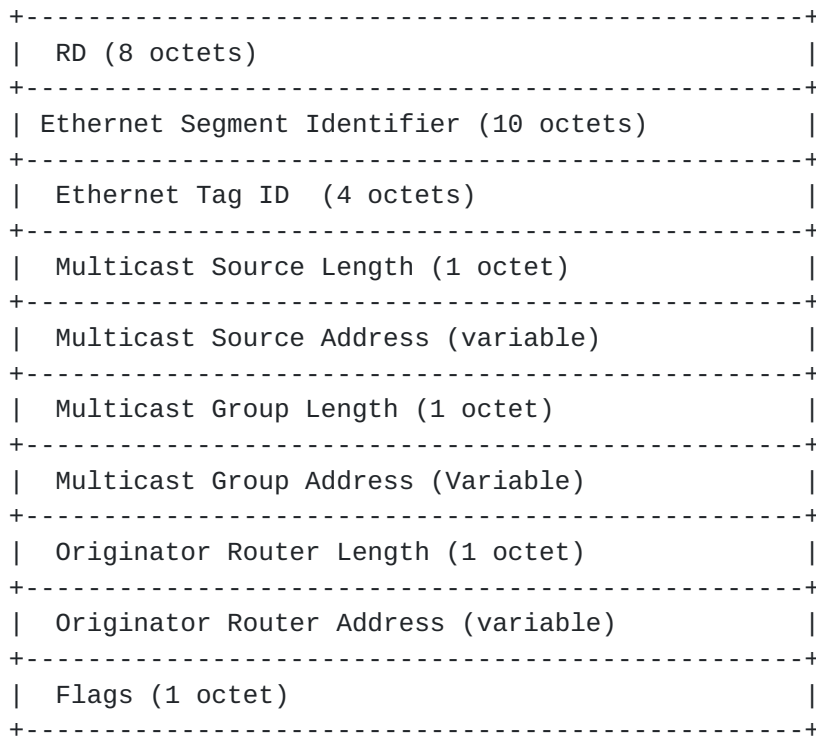 RD (8 octets)
Ethernet Segment Identifier (10 octets)
Ethernet Tag ID  (4 octets)
Multicast Source Length (1 octet)
Multicast Source Address (variable)
Multicast Group Length (1 octet)
Multicast Group Address (Variable)
Originator Router Length (1 octet)
Originator Router Address (variable)
Flags (1 octet)